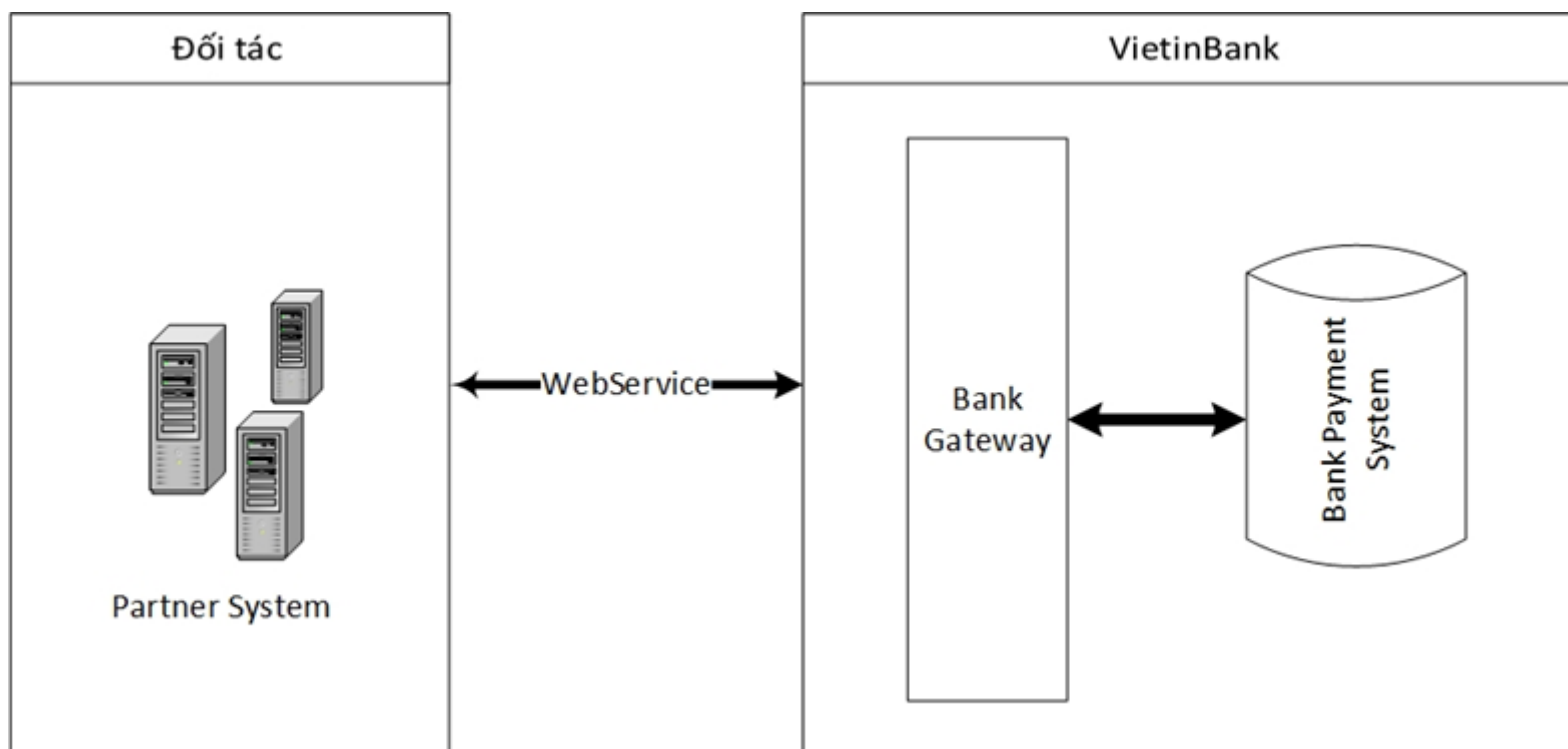 Đối tác
VietinBank
Partner System
WebService
Bank
Gateway
Bank Payment
System